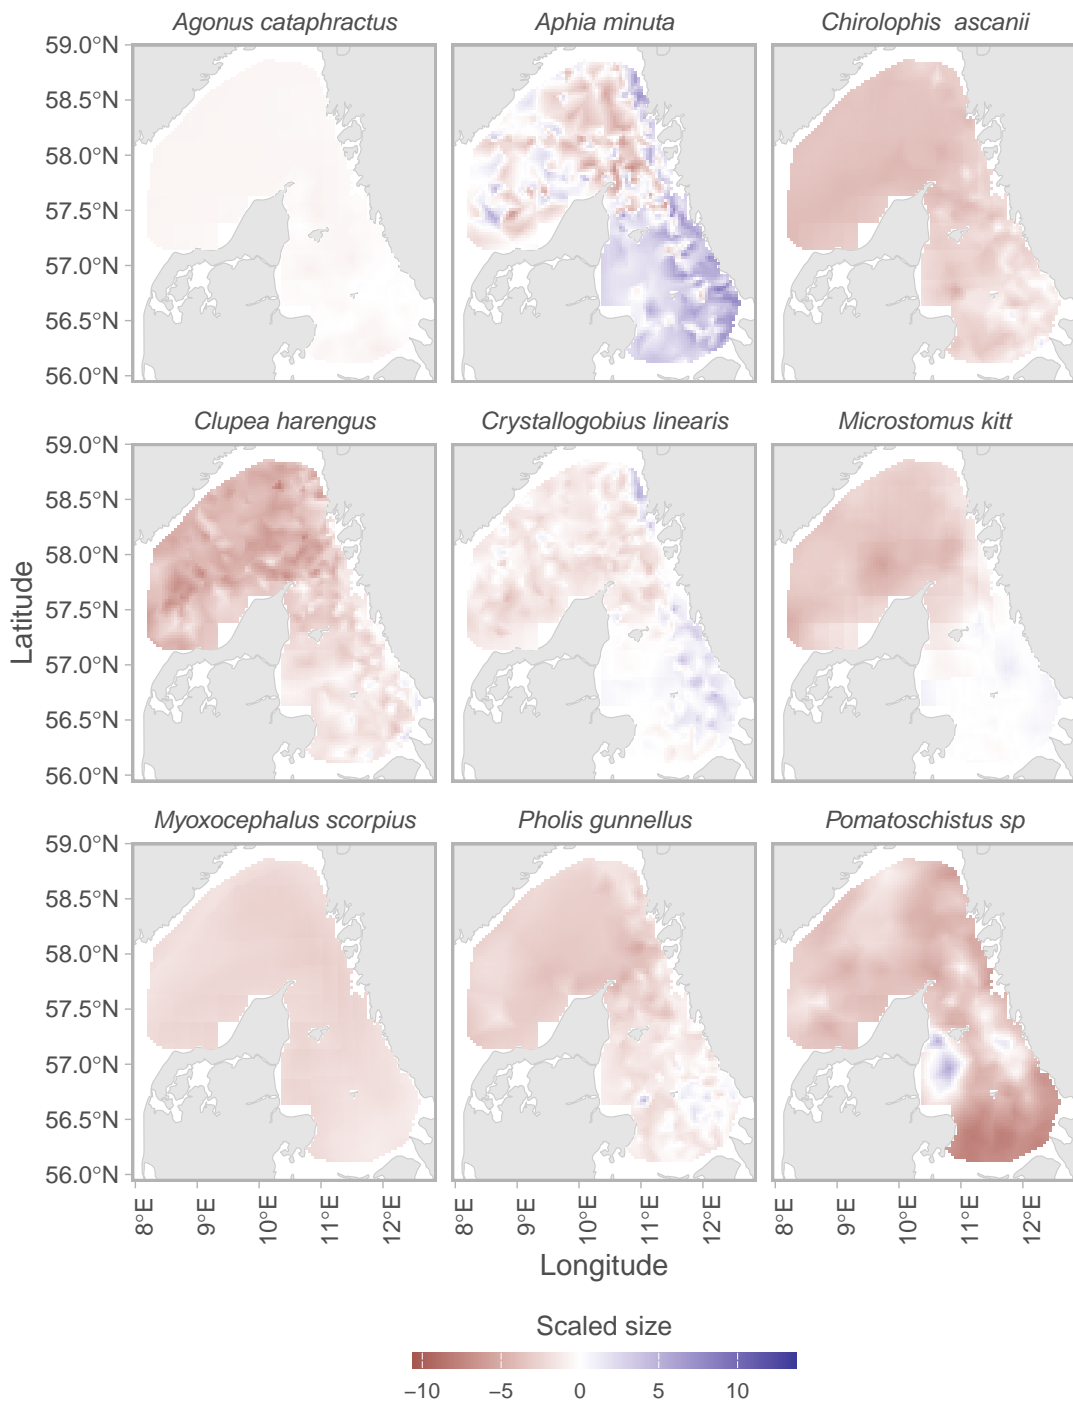 Agonus cataphractus Aphia minuta Chirolophis ascanii
59.0°N
58.5°N
58.0°N
57.5°N
57.0°N
56.5°N
56.0°N
Clupea harengus Crystallogobius linearis Microstomus kitt
59.0°N
58.5°N
58.0°N
57.5°N
57.0°N
56.5°N
56.0°N
Latitude
Myoxocephalus scorpius Pholis gunnellus Pomatoschistus sp
59.0°N
58.5°N
58.0°N
57.5°N
57.0°N
56.5°N
56.0°N
8°E 9°E 10°E 11°E 12°E 8°E 9°E 10°E 11°E 12°E 8°E 9°E 10°E 11°E 12°E
Longitude
Scaled size
−10 −5 0 5 10